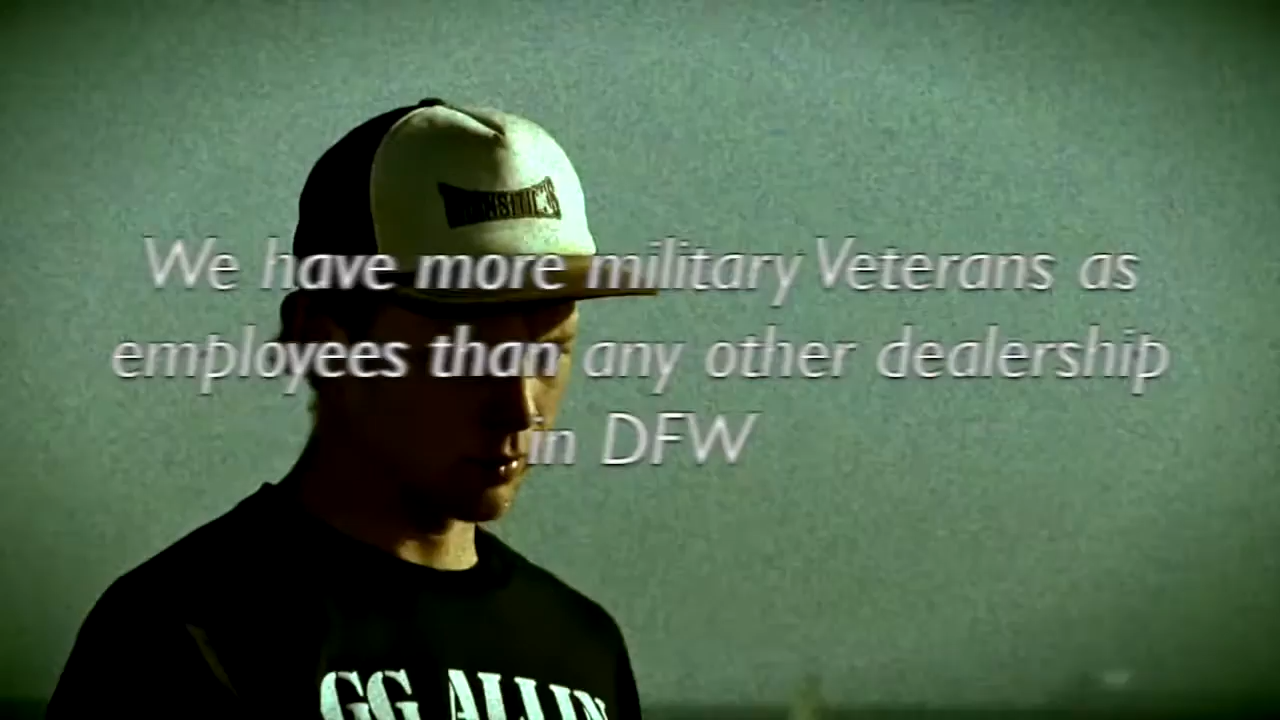 We have more military Veterans as
employees than any other dealership
in DFW
GG ALLIN